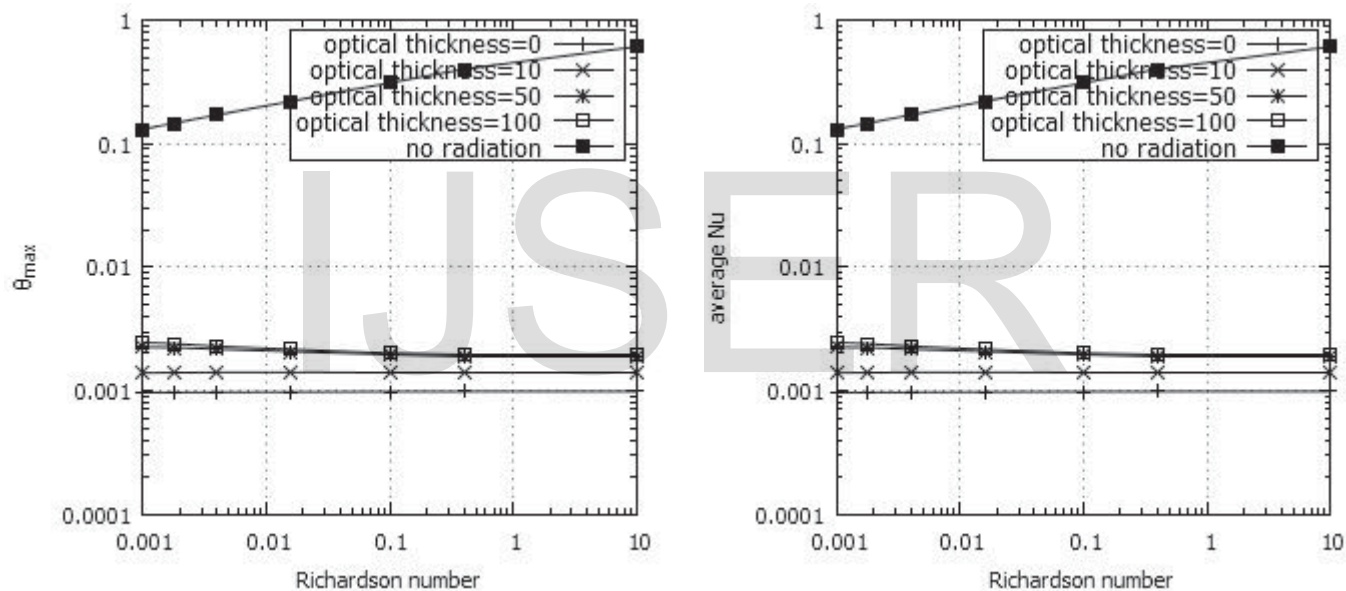 1
optical thickness=0
optical thickness=10
optical thickness=50
optical thickness=100
no radiation
0.1
0.01
0.001
0.0001
θmax
0.001
0.01
0.1
1
10
Richardson number
1
optical thickness=0
optical thickness=10
optical thickness=50
optical thickness=100
no radiation
0.1
0.01
0.001
0.0001
average Nu
0.001
0.01
0.1
1
10
Richardson number
IJSER